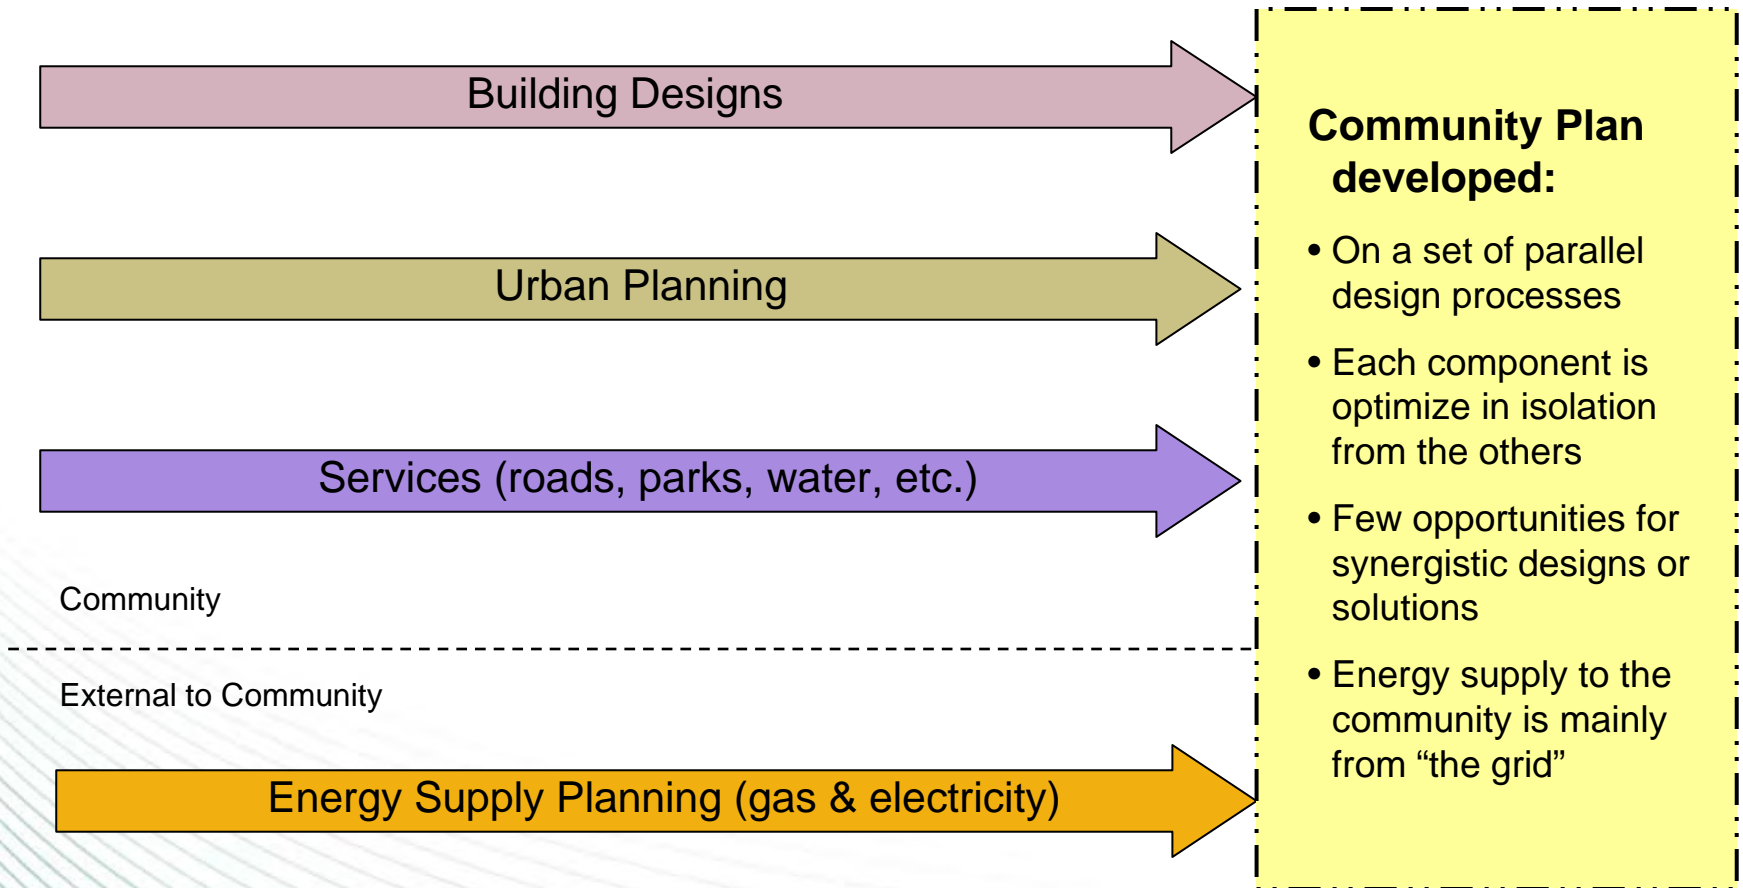 Building Designs
Urban Planning
Services (roads, parks, water, etc.)
Community
External to Community
Energy Supply Planning (gas & electricity)
Community Plan
developed:
• On a set of parallel
design processes
• Each component is
optimize in isolation
from the others
• Few opportunities for
synergistic designs or
solutions
• Energy supply to the
community is mainly
from “the grid”